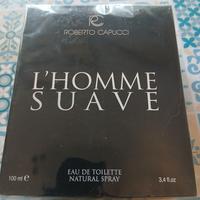 RC
ROBERTO CAPUCCI
L'HOMME
SUAVE
EAU DE TOILETTE
NATURAL SPRAY
100 ml e 3,4 fl.oz